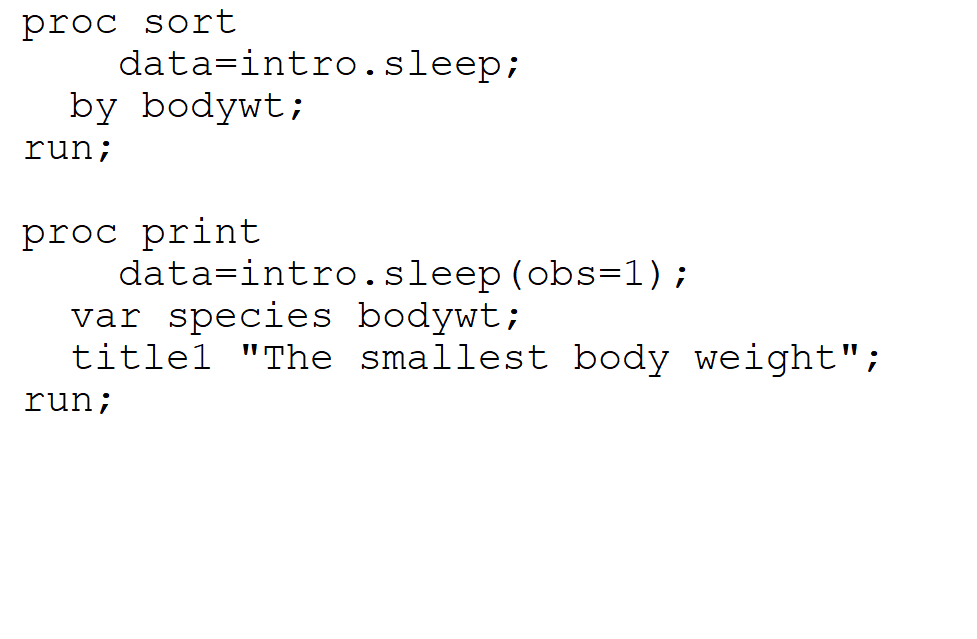 proc sort
    data=intro.sleep;
  by bodywt;
run;

proc print
    data=intro.sleep(obs=1);
  var species bodywt;
  title1 "The smallest body weight";
run;